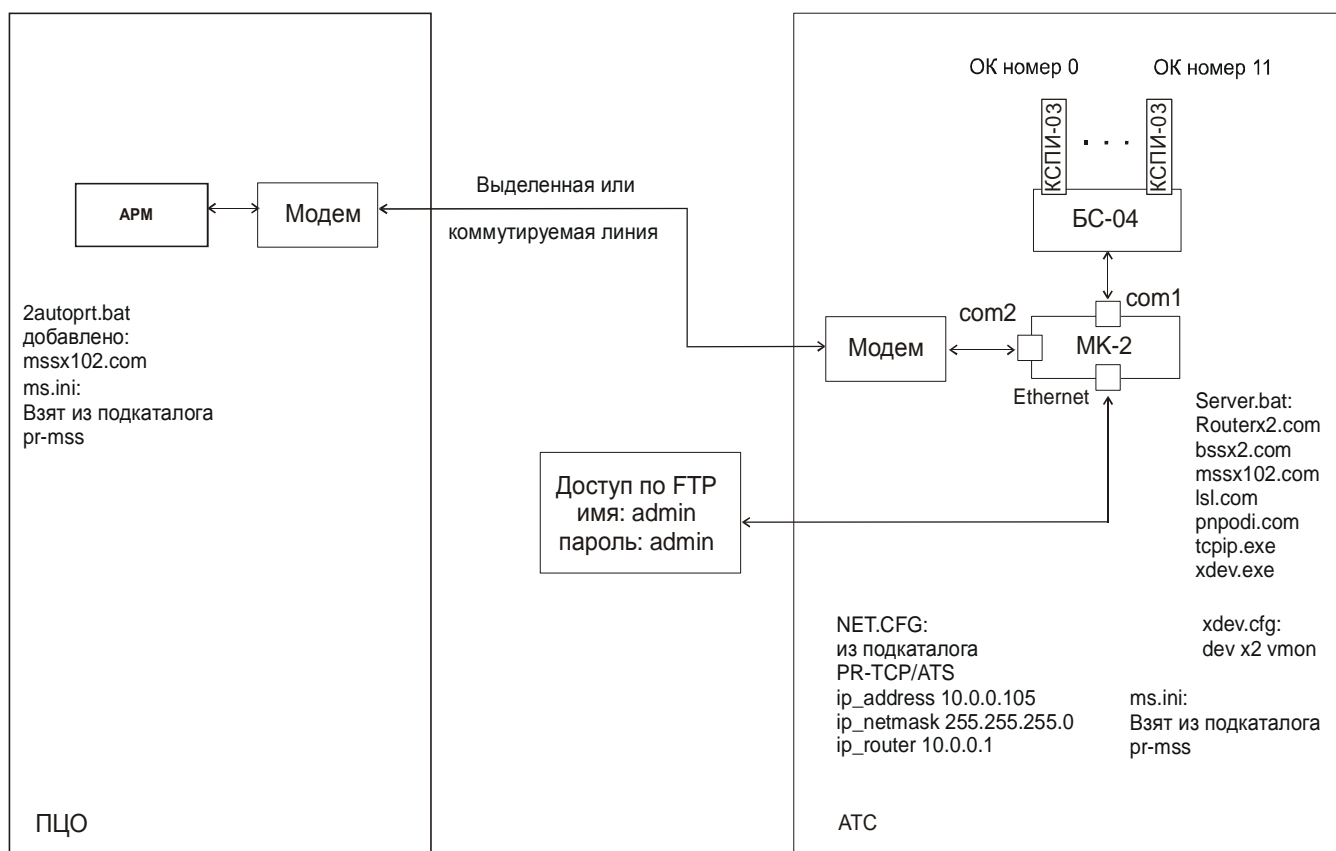 ОК номер 0
ОК номер 11
КСПИ-03
. . .
КСПИ-03
БС-04
com1
com2
МК-2
Ethernet
Модем
АРМ
Модем
Выделенная или
коммутируемая линия
2autoprt.bat
добавлено:
mssx102.com
ms.ini:
Взят из подкаталога
pr-mss
Доступ по FTP
имя: admin
пароль: admin
Server.bat:
Routerx2.com
bssx2.com
mssx102.com
lsl.com
pnpodi.com
tcpip.exe
xdev.exe
NET.CFG:
из подкаталога
PR-TCP/ATS
ip_address 10.0.0.105
ip_netmask 255.255.255.0
ip_router 10.0.0.1
xdev.cfg:
dev x2 vmon
ms.ini:
Взят из подкаталога
pr-mss
ПЦО
АТС